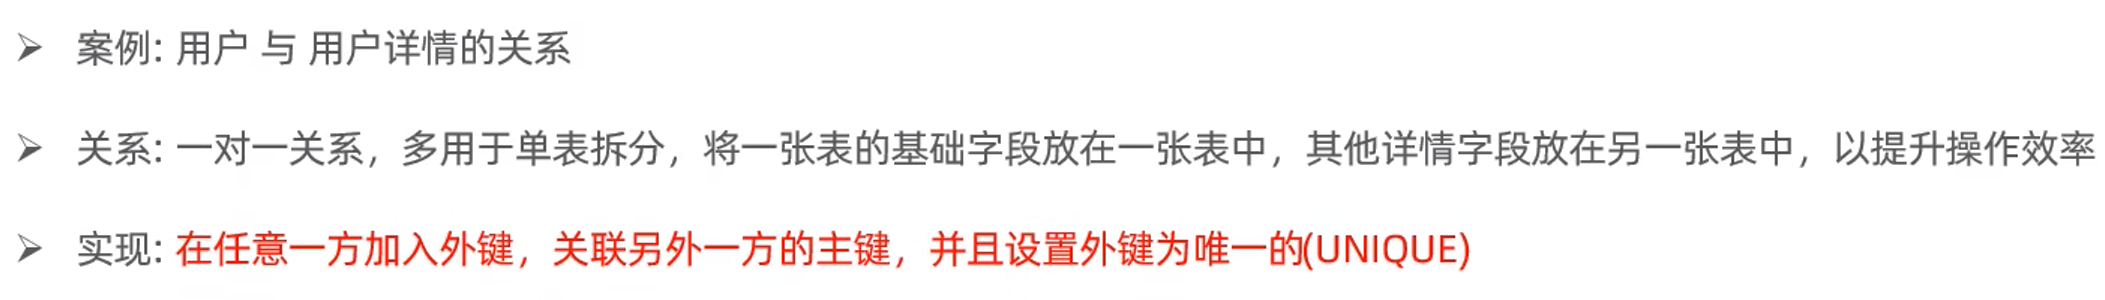 ➢ 案例: 用户 与 用户详情的关系
➢ 关系: 一对一关系，多用于单表拆分，将一张表的基础字段放在一张表中，其他详情字段放在另一张表中，以提升操作效率
➢ 实现: 在任意一方加入外键，关联另外一方的主键，并且设置外键为唯一的(UNIQUE)